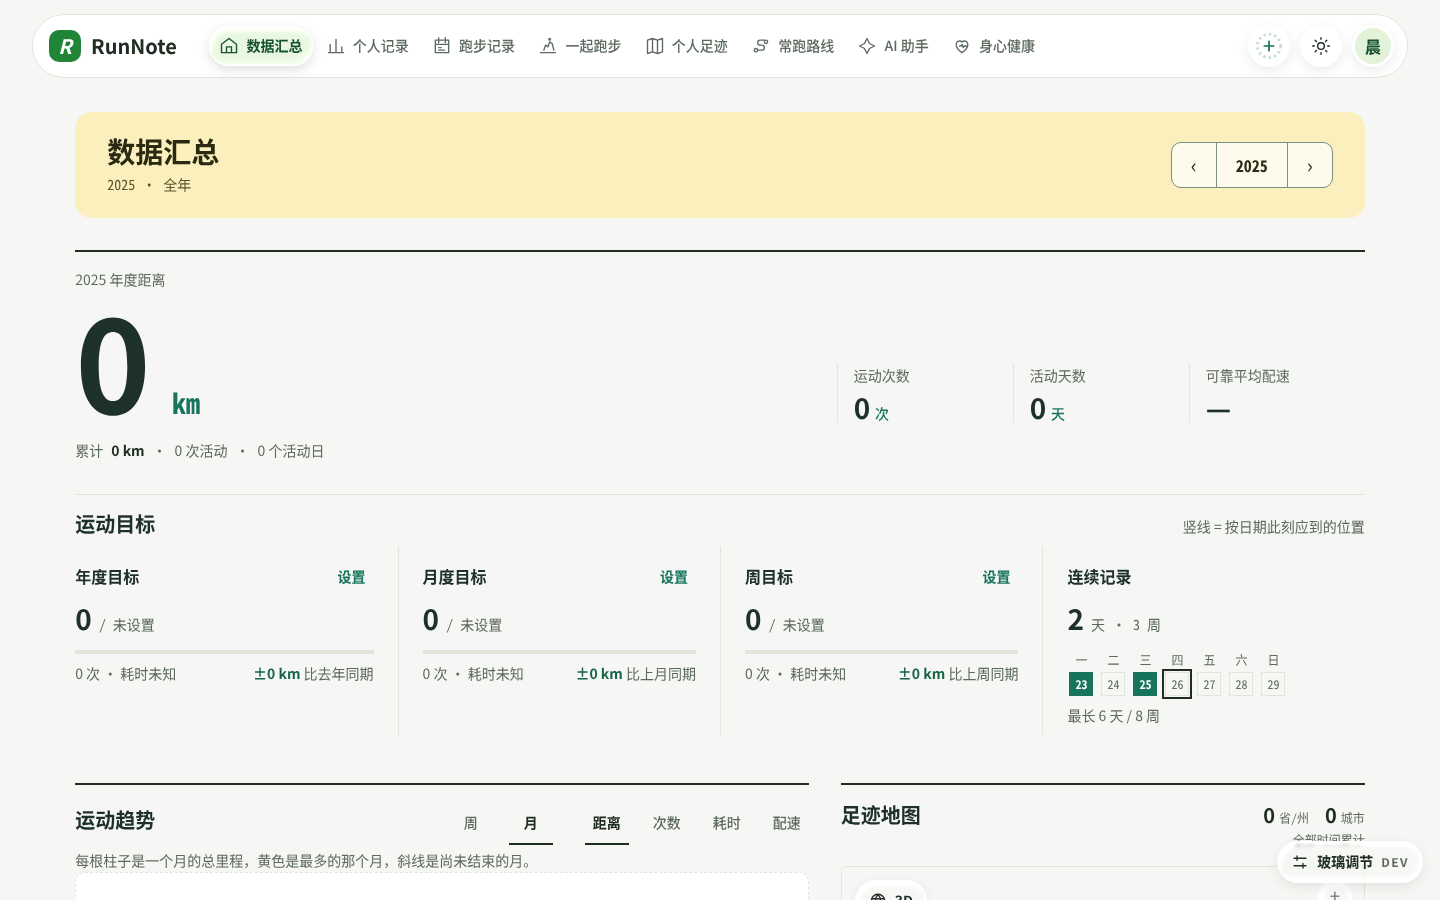 R RunNote 数据汇总 个人记录 跑步记录 一起跑步 个人足迹 常跑路线 AI 助手 身心健康 晨
数据汇总
2025 · 全年
‹ 2025 ›
2025 年度距离
0 km
运动次数 活动天数 可靠平均配速
0 次 0 天 —
累计 0 km · 0 次活动 · 0 个活动日
运动目标
竖线 = 按日期此刻应到的位置
年度目标 设置
0 / 未设置
0 次 · 耗时未知 ±0 km 比去年同期
月度目标 设置
0 / 未设置
0 次 · 耗时未知 ±0 km 比上月同期
周目标 设置
0 / 未设置
0 次 · 耗时未知 ±0 km 比上周同期
连续记录
2 天 · 3 周
一 二 三 四 五 六 日
23 24 25 26 27 28 29
最长 6 天 / 8 周
运动趋势 周 月 距离 次数 耗时 配速
每根柱子是一个月的总里程，黄色是最多的那个月，斜线是尚未结束的月。
足迹地图 0 省/州 0 城市
全部时间累计
玻璃调节 DEV
3D